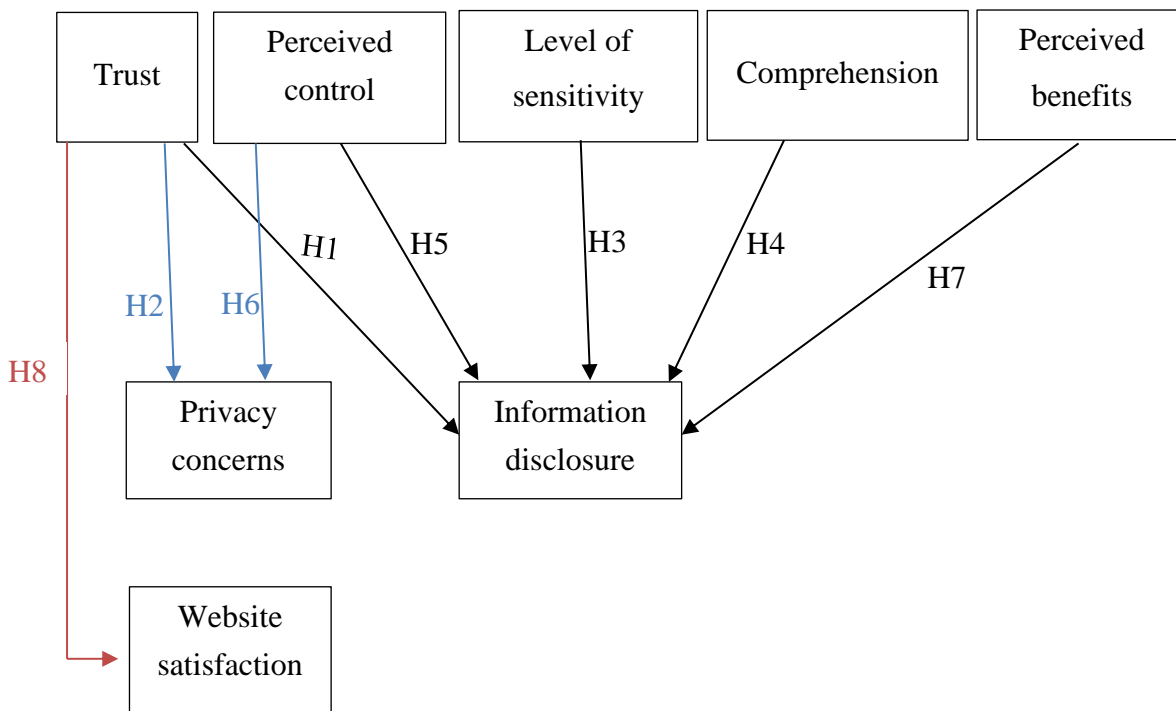 Trust
Perceived
control
Level of
sensitivity
Comprehension
Perceived
benefits
H1
H5
H3
H4
H7
H2
H6
H8
Privacy
concerns
Information
disclosure
Website
satisfaction